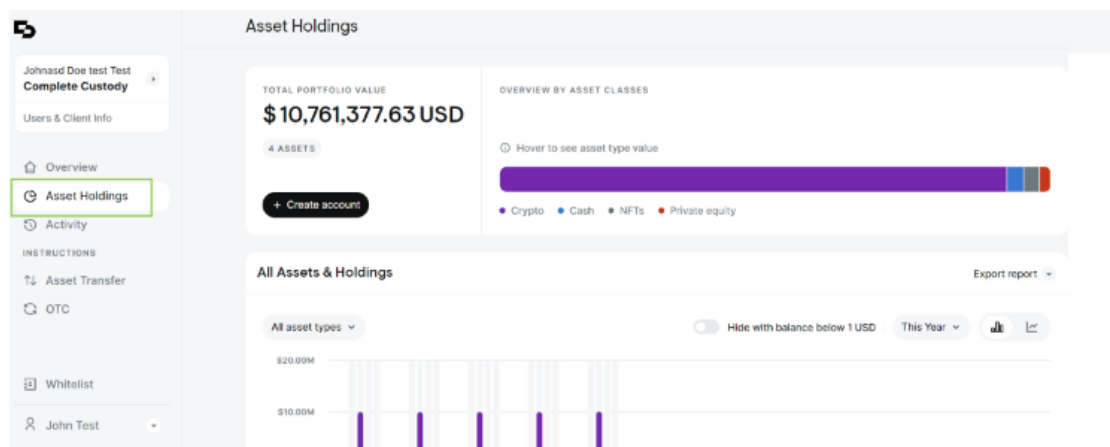 Asset Holdings
Johnasd Doe test Test
Complete Custody
Users & Client Info
Overview
Asset Holdings
Activity
INSTRUCTIONS
Asset Transfer
OTC
Whitelist
John Test
TOTAL PORTFOLIO VALUE
$10,761,377.63 USD
4 ASSETS
+ Create account
OVERVIEW BY ASSET CLASSES
Hover to see asset type value
Crypto Cash NFTs Private equity
All Assets & Holdings
Export report
All asset types
Hide with balance below 1 USD
This Year
$20.00M
$10.00M